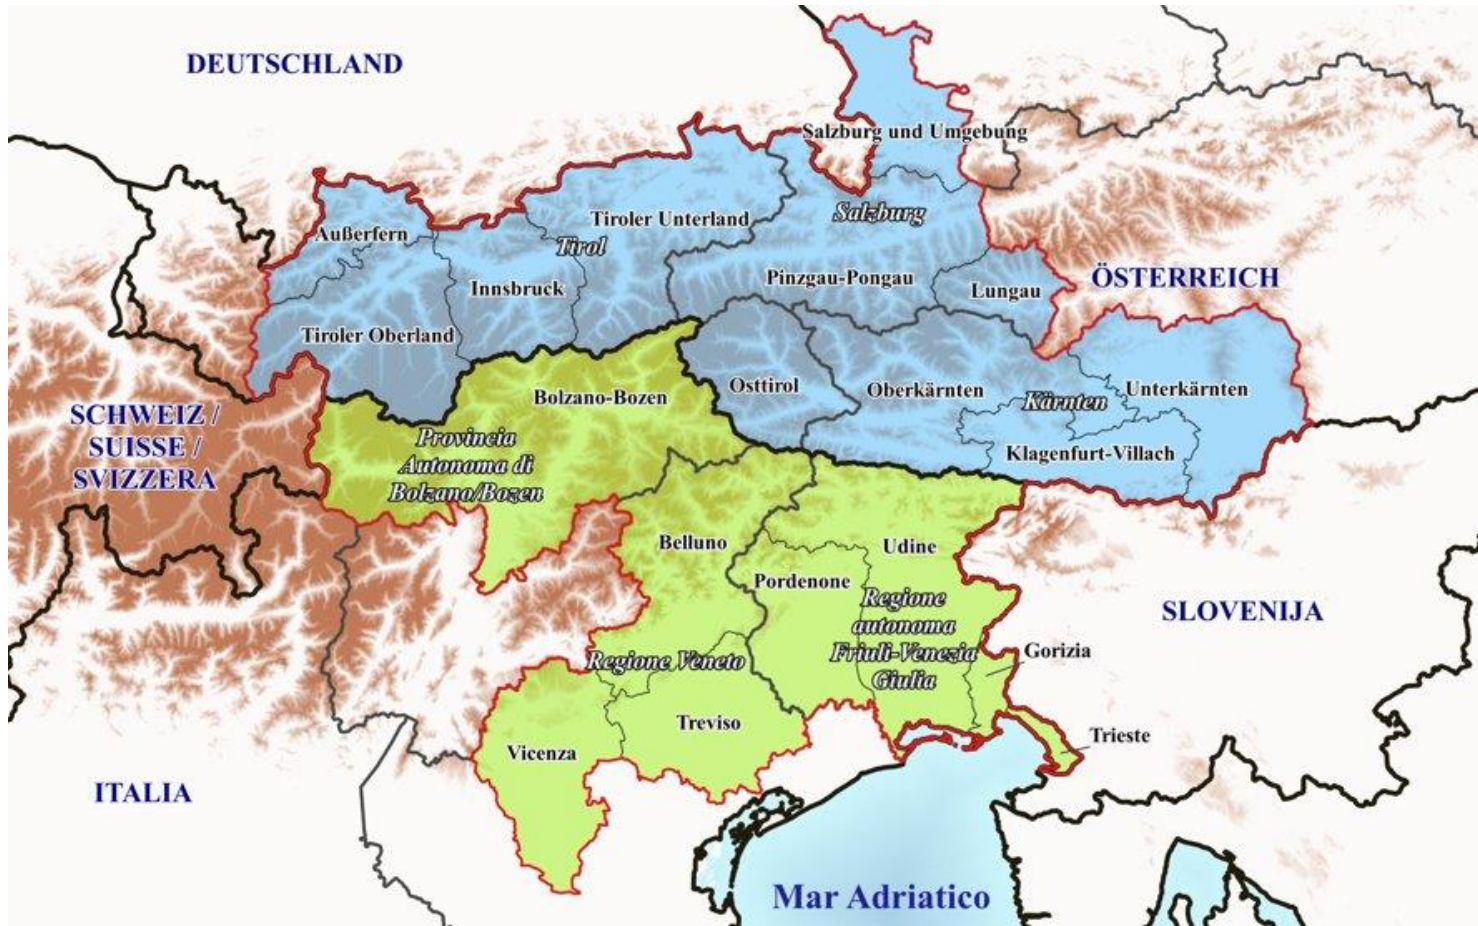 DEUTSCHLAND
Salzburg und Umgebung
Tiroler Unterland
Salzburg
Außerfern
Tirol
Innsbruck
Pinzgau-Pongau
Lungau
ÖSTERREICH
Tiroler Oberland
Bolzano-Bozen
Osttirol
Oberkärnten
Kärnten
Unterkärnten
SCHWEIZ /
SUISSE /
SVIZZERA
Provincia
Autonoma di
Bolzano/Bozen
Klagenfurt-Villach
Belluno
Udine
Pordenone
Regione
autonoma
Friuli-Venezia
Giulia
SLOVENIJA
Gorizia
Regione Veneto
Treviso
Vicenza
Trieste
ITALIA
Mar Adriatico